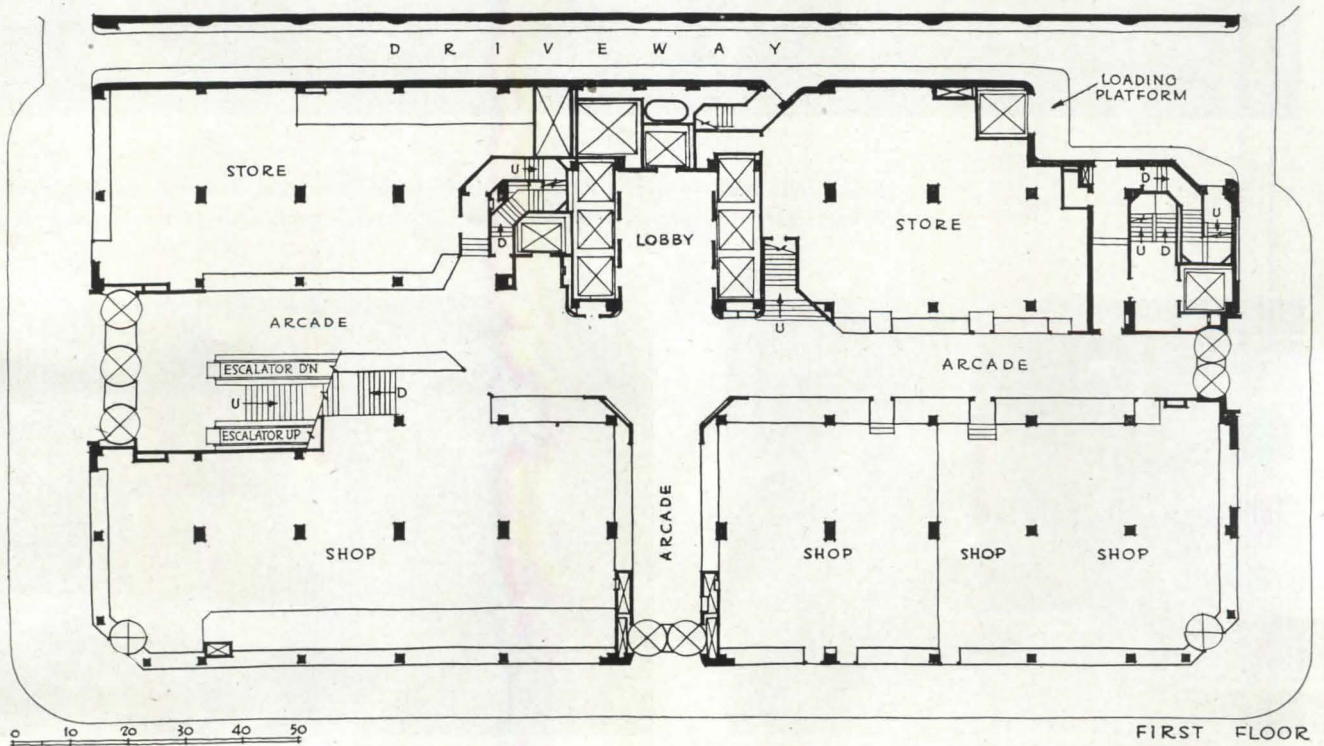 DRIVEWAY
LOADING
PLATFORM
STORE
U
D
LOBBY
STORE
D
U
U
D
ARCADE
U
ARCADE
ESCALATOR D'N
U
D
ESCALATOR UP
ARCADE
SHOP
SHOP
SHOP
SHOP
0 10 20 30 40 50
FIRST FLOOR